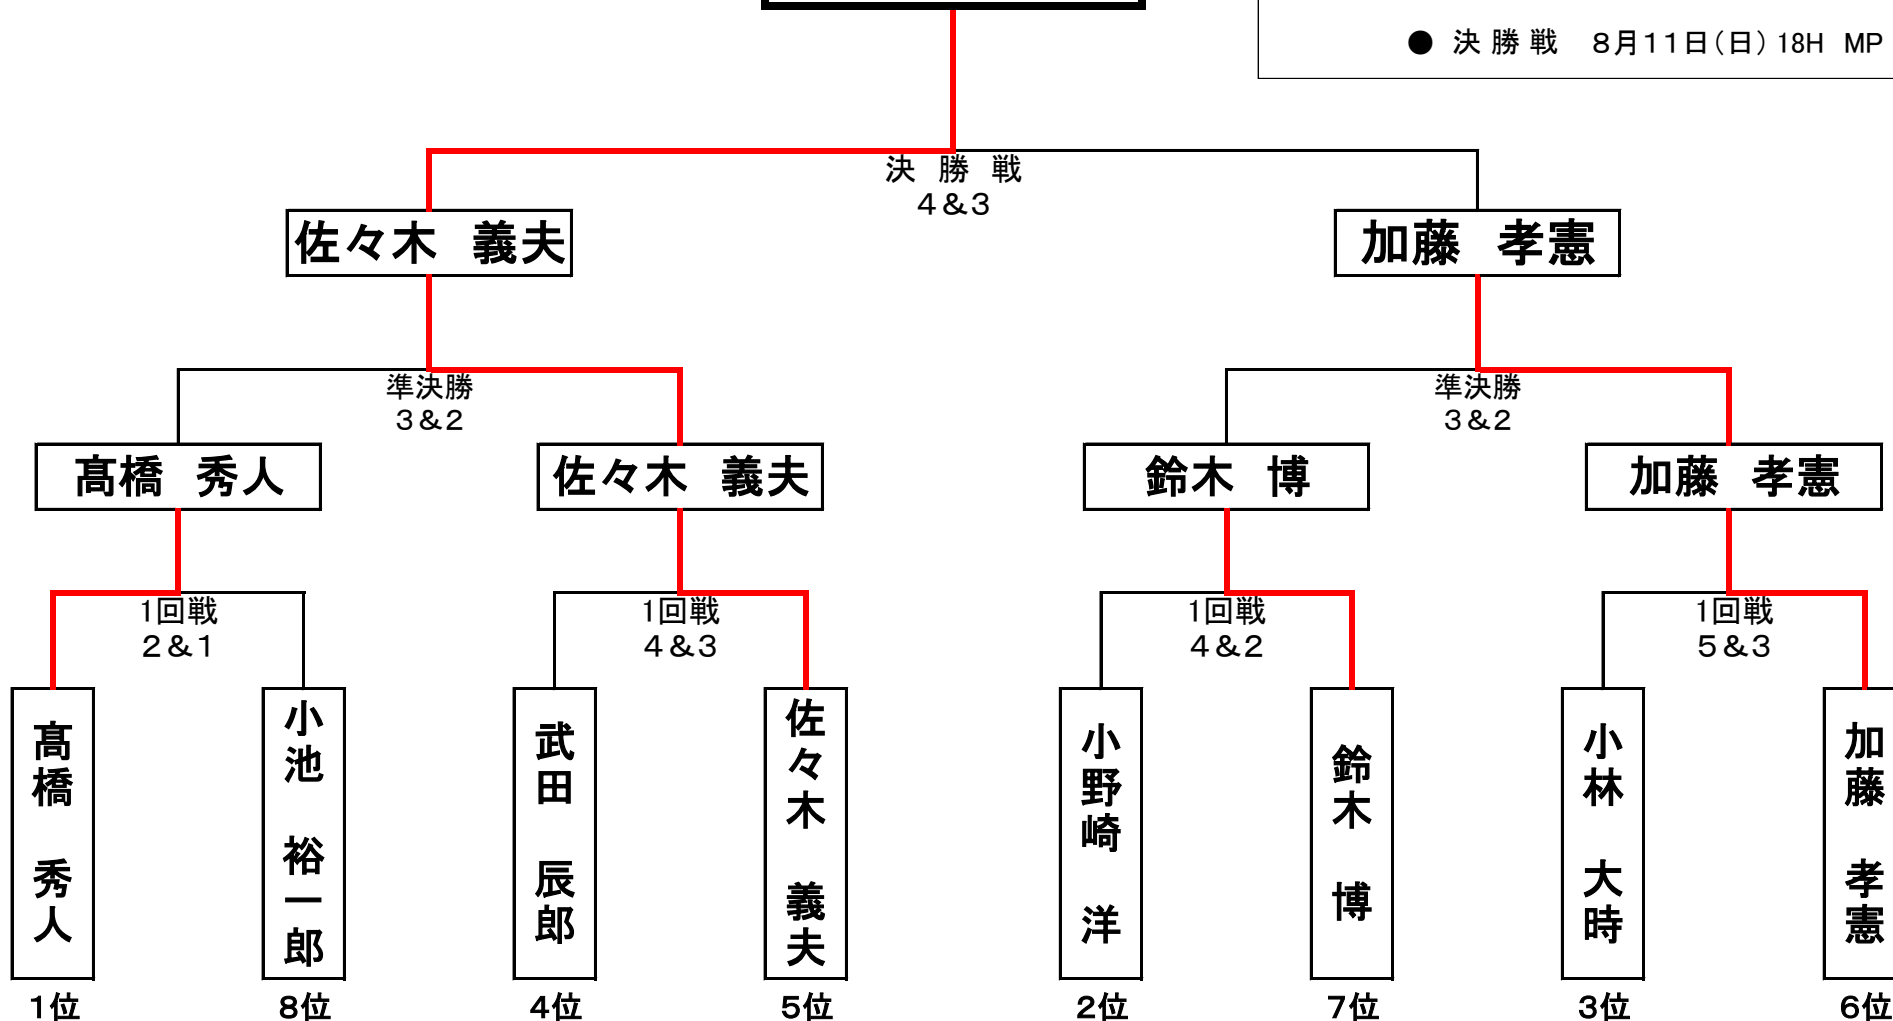 ● 決 勝 戦　８月１１日（日）18H　MP
決　勝　戦
４＆３
佐々木　義夫
加藤　孝憲
準決勝
３＆２
準決勝
３＆２
髙橋　秀人
佐々木　義夫
鈴木　博
加藤　孝憲
1回戦
２＆１
1回戦
４＆３
1回戦
４＆２
1回戦
５＆３
髙橋　秀人
小池　裕一郎
武田　辰郎
佐々木　義夫
小野崎　洋
鈴木　博
小林　大時
加藤　孝憲
1位
8位
4位
5位
2位
7位
3位
6位